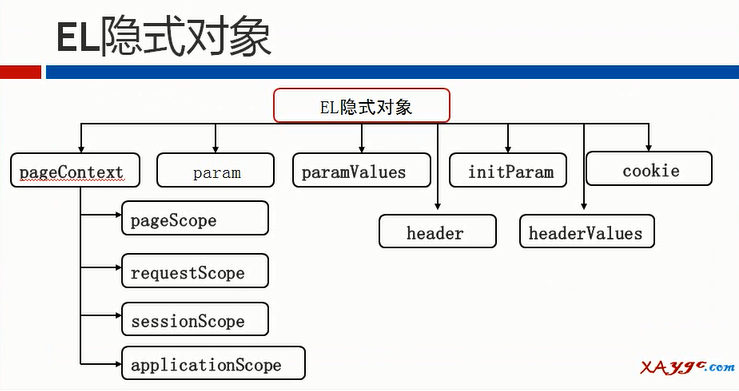 EL隐式对象
EL隐式对象
pageContext
param
paramValues
initParam
cookie
header
headerValues
pageScope
requestScope
sessionScope
applicationScope
XAygc.com